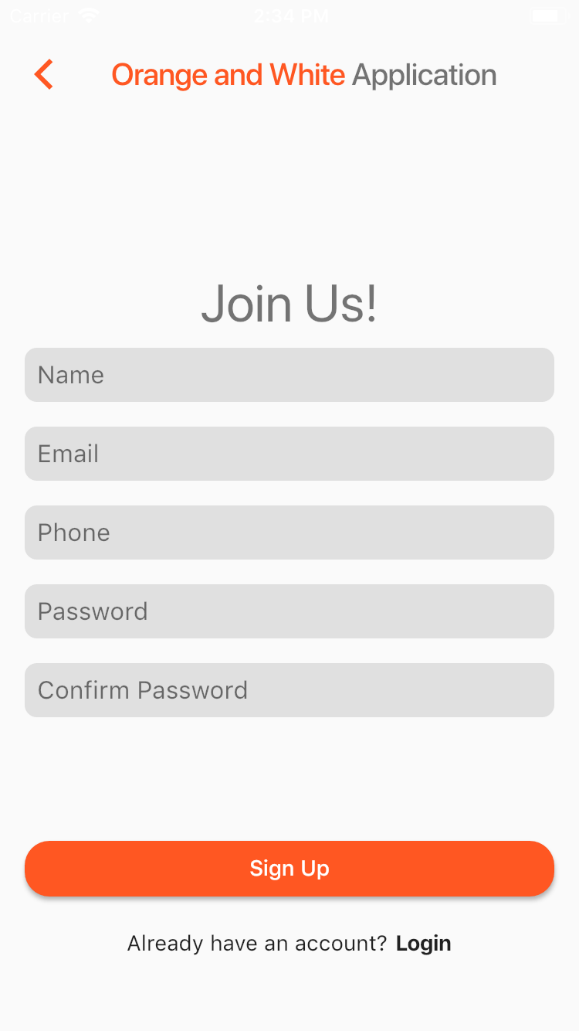 Carrier 2:34 PM
Orange and White Application
Join Us!
Name
Email
Phone
Password
Confirm Password
Sign Up
Already have an account? Login